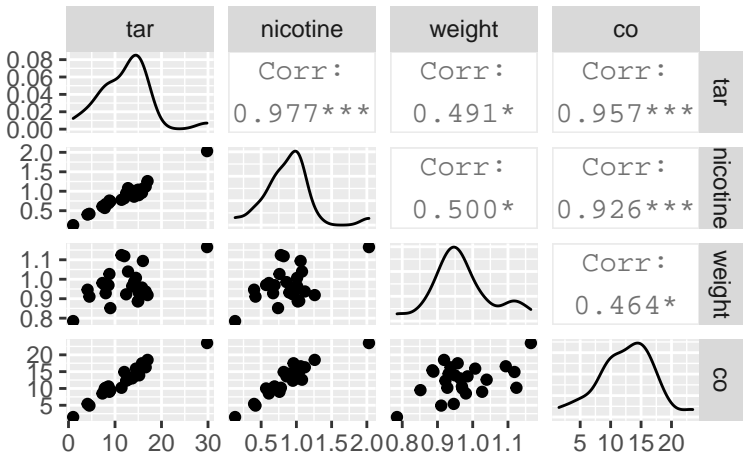 tar nicotine weight co
0.08
0.06
0.04
0.02
0.00
Corr:
0.977***
Corr:
0.491*
Corr:
0.957***
tar
2.0
1.5
1.0
0.5
Corr:
0.500*
Corr:
0.926***
nicotine
1.1
1.0
0.9
0.8
Corr:
0.464*
weight
20
15
10
5
co
0 10 20 30
0.5 1.0 1.5 2.0
0.8 0.9 1.0 1.1
5 10 15 20